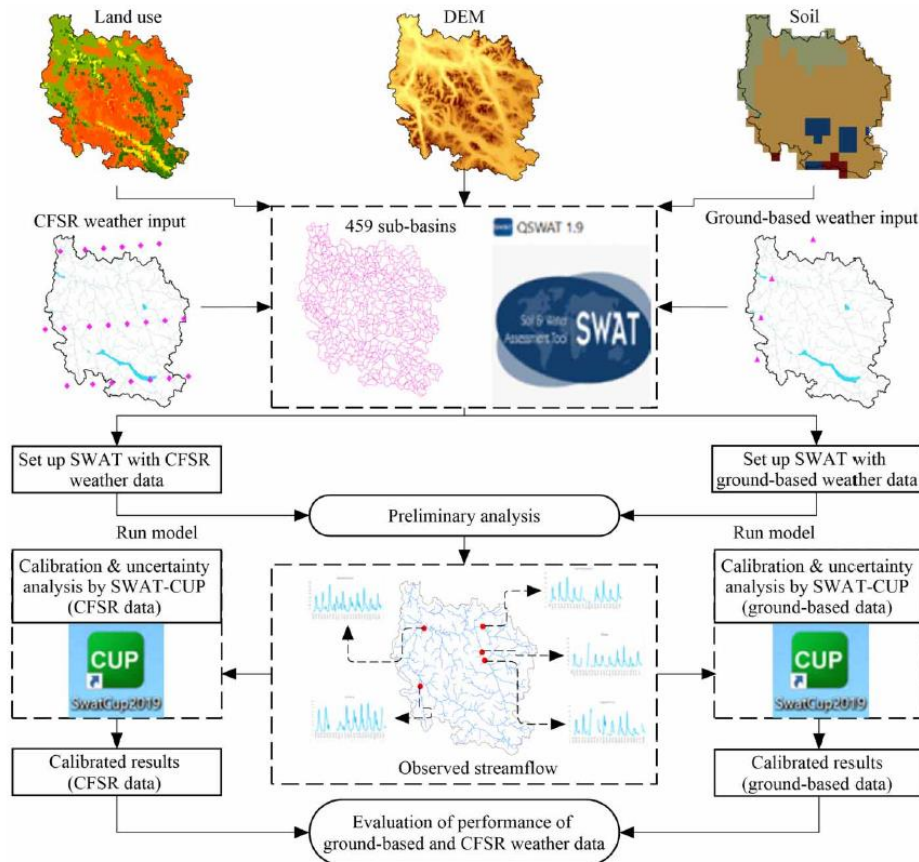 Land use
DEM
Soil
CFSR weather input
459 sub-basins
SWAT
QSWAT 1.9
Ground-based weather input
Soil & Water
Assessment Tool
SWAT
Set up SWAT with CFSR
weather data
Set up SWAT with
ground-based weather data
Preliminary analysis
Run model
Run model
Calibration & uncertainty
analysis by SWAT-CUP
(CFSR data)
Calibration & uncertainty
analysis by SWAT-CUP
(ground-based data)
CUP
SwatCup2019
CUP
SwatCup2019
Observed streamflow
Calibrated results
(CFSR data)
Calibrated results
(ground-based data)
Evaluation of performance of
ground-based and CFSR weather data